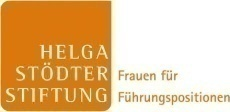 HELGA
STÖDTER
STIFTUNG
Frauen für
Führungspositionen